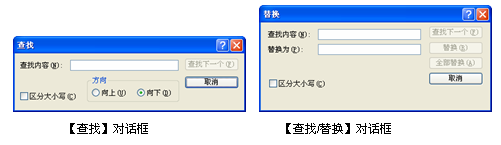 查找
查找内容(N):
查找下一个(F)
方向
向上(U)
向下(D)
取消
区分大小写(C)
【查找】对话框
替换
查找内容(N):
查找下一个(F)
替换为(P):
替换(R)
全部替换(A)
取消
区分大小写(C)
【查找/替换】对话框